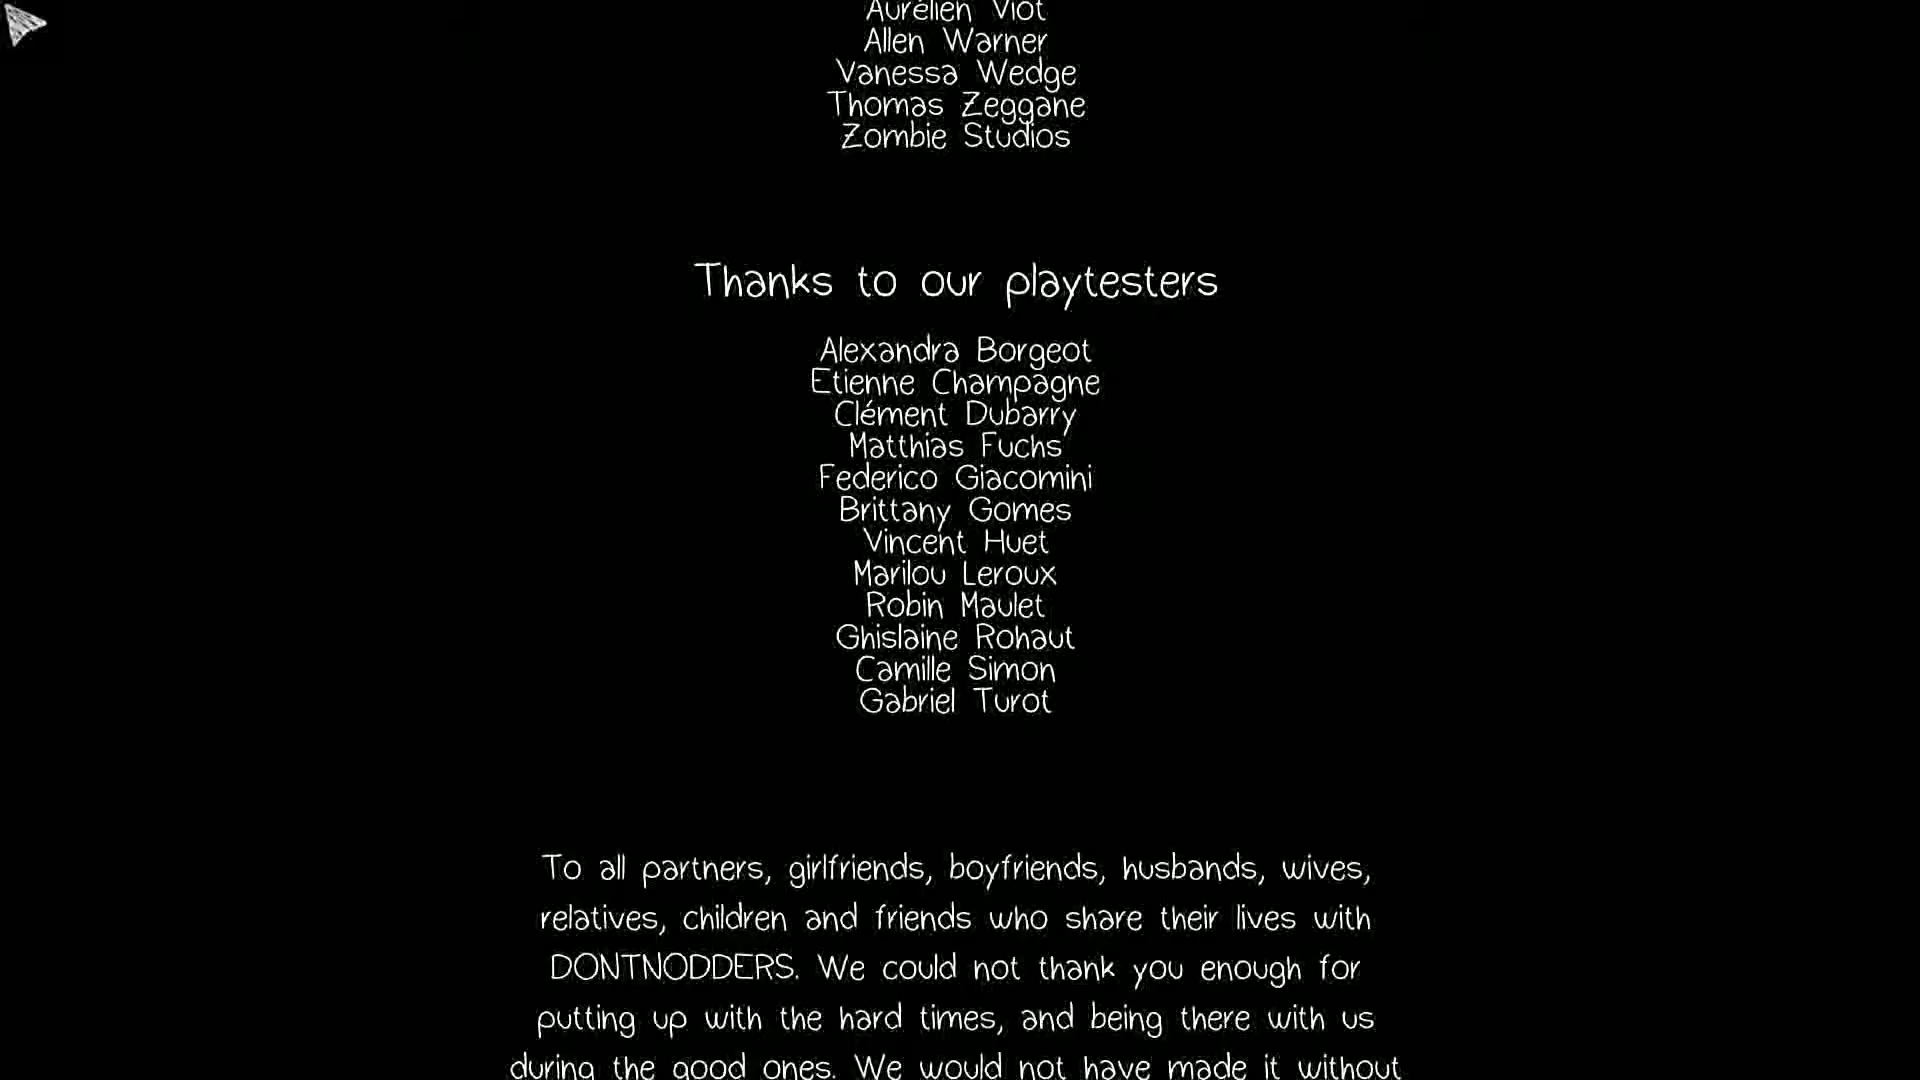 Aurélien Viot
Allen Warner
Vanessa Wedge
Thomas Zeggane
Zombie Studios
Thanks to our playtesters
Alexandra Borgeot
Etienne Champagne
Clément Dubarry
Matthias Fuchs
Federico Giacomini
Brittany Gomes
Vincent Huet
Marilou Leroux
Robin Maulet
Ghislaine Rohaut
Camille Simon
Gabriel Turot
To all partners, girlfriends, boyfriends, husbands, wives,
relatives, children and friends who share their lives with
DONTNODDERS. We could not thank you enough for
putting up with the hard times, and being there with us
during the good ones. We would not have made it without